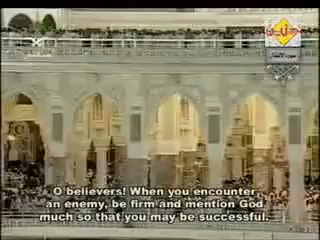 O believers! When you encounter
an enemy, be firm and mention God
much so that you may be successful.